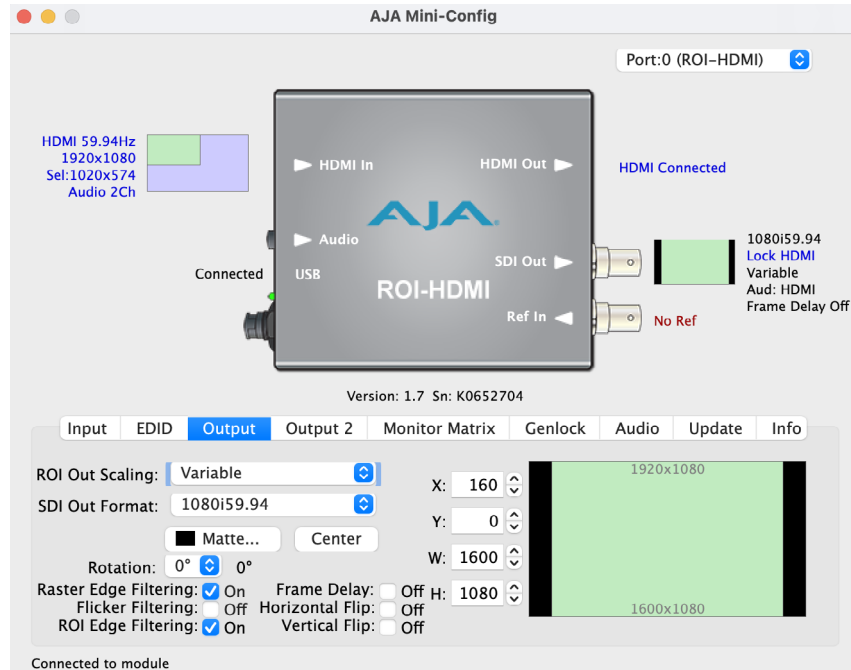 AJA Mini-Config
Port:0 (ROI-HDMI)
HDMI 59.94Hz
1920x1080
Sel:1020x574
Audio 2Ch
HDMI In
HDMI Out
HDMI Connected
AJA.
Audio
Connected
USB
SDI Out
1080i59.94
Lock HDMI
Variable
Aud: HDMI
Frame Delay Off
ROI-HDMI
Ref In
No Ref
Version: 1.7 Sn: K0652704
Input EDID Output Output 2 Monitor Matrix Genlock Audio Update Info
ROI Out Scaling: Variable
SDI Out Format: 1080i59.94
Matte... Center
Rotation: 0° 0°
Raster Edge Filtering: On Frame Delay: Off
Flicker Filtering: Off Horizontal Flip: Off
ROI Edge Filtering: On Vertical Flip: Off
X: 160
Y: 0
W: 1600
H: 1080
1920x1080
1600x1080
Connected to module